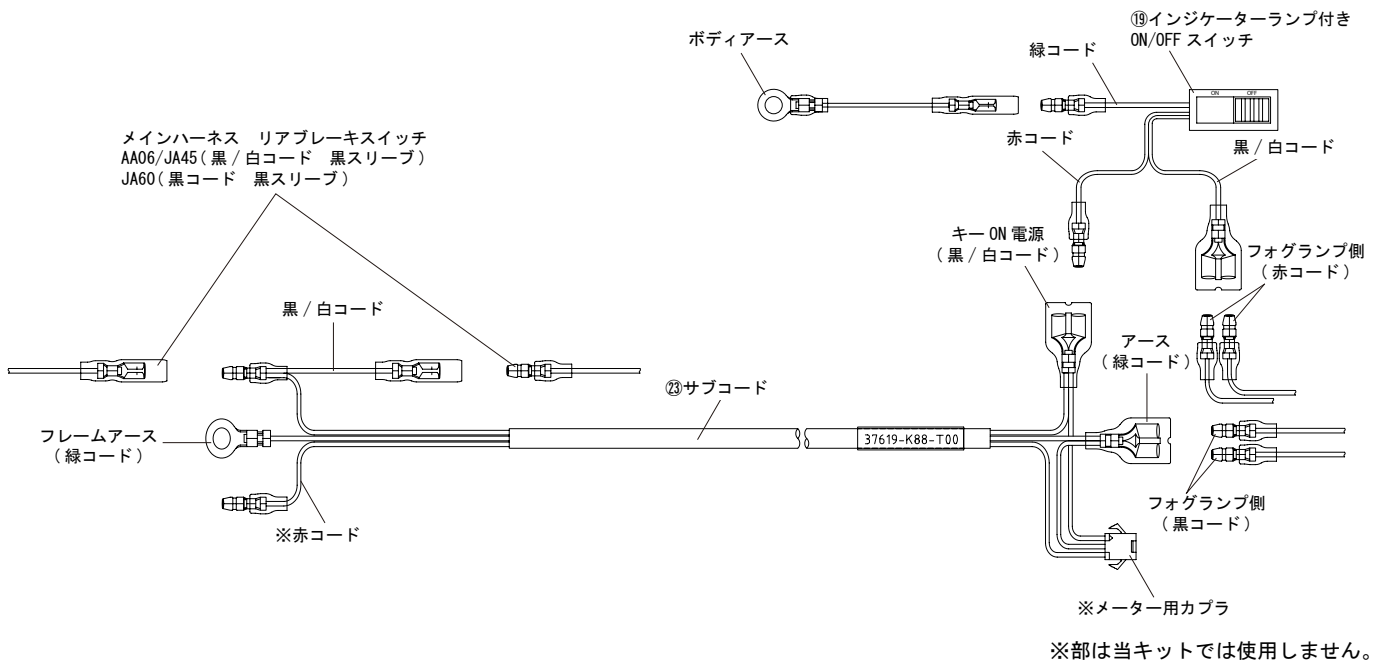 ⑲インジケーターランプ付き
ON/OFF スイッチ
ボディアース
緑コード
ON
OFF
メインハーネス　リアブレーキスイッチ
AA06/JA45（黒 / 白コード　黒スリーブ）
JA60（黒コード　黒スリーブ）
赤コード
黒 / 白コード
キー ON 電源
（黒 / 白コード）
フォグランプ側
（赤コード）
黒 / 白コード
アース
（緑コード）
㉓サブコード
フレームアース
（緑コード）
37619-K88-T00
※赤コード
フォグランプ側
（黒コード）
※メーター用カプラ
※部は当キットでは使用しません。